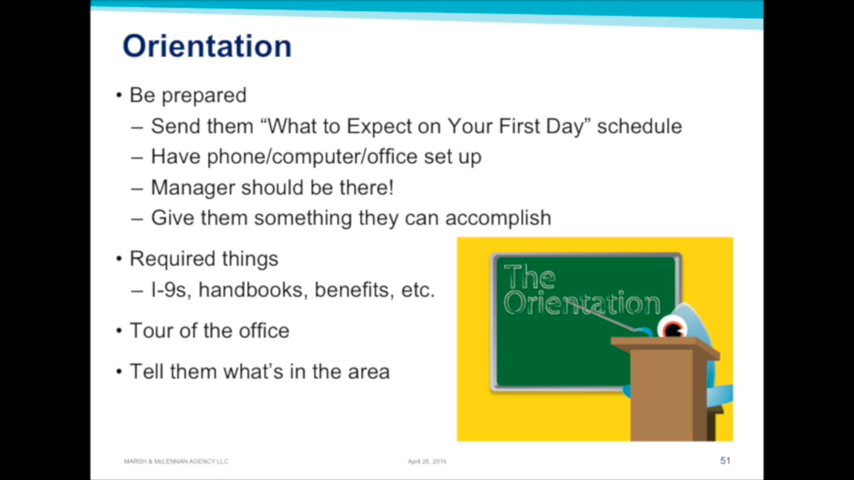 Orientation
• Be prepared
– Send them “What to Expect on Your First Day” schedule
– Have phone/computer/office set up
– Manager should be there!
– Give them something they can accomplish
• Required things
– I-9s, handbooks, benefits, etc.
• Tour of the office
• Tell them what’s in the area
The
Orientation
MARSH & McLENNAN AGENCY LLC
April 28, 2016
51